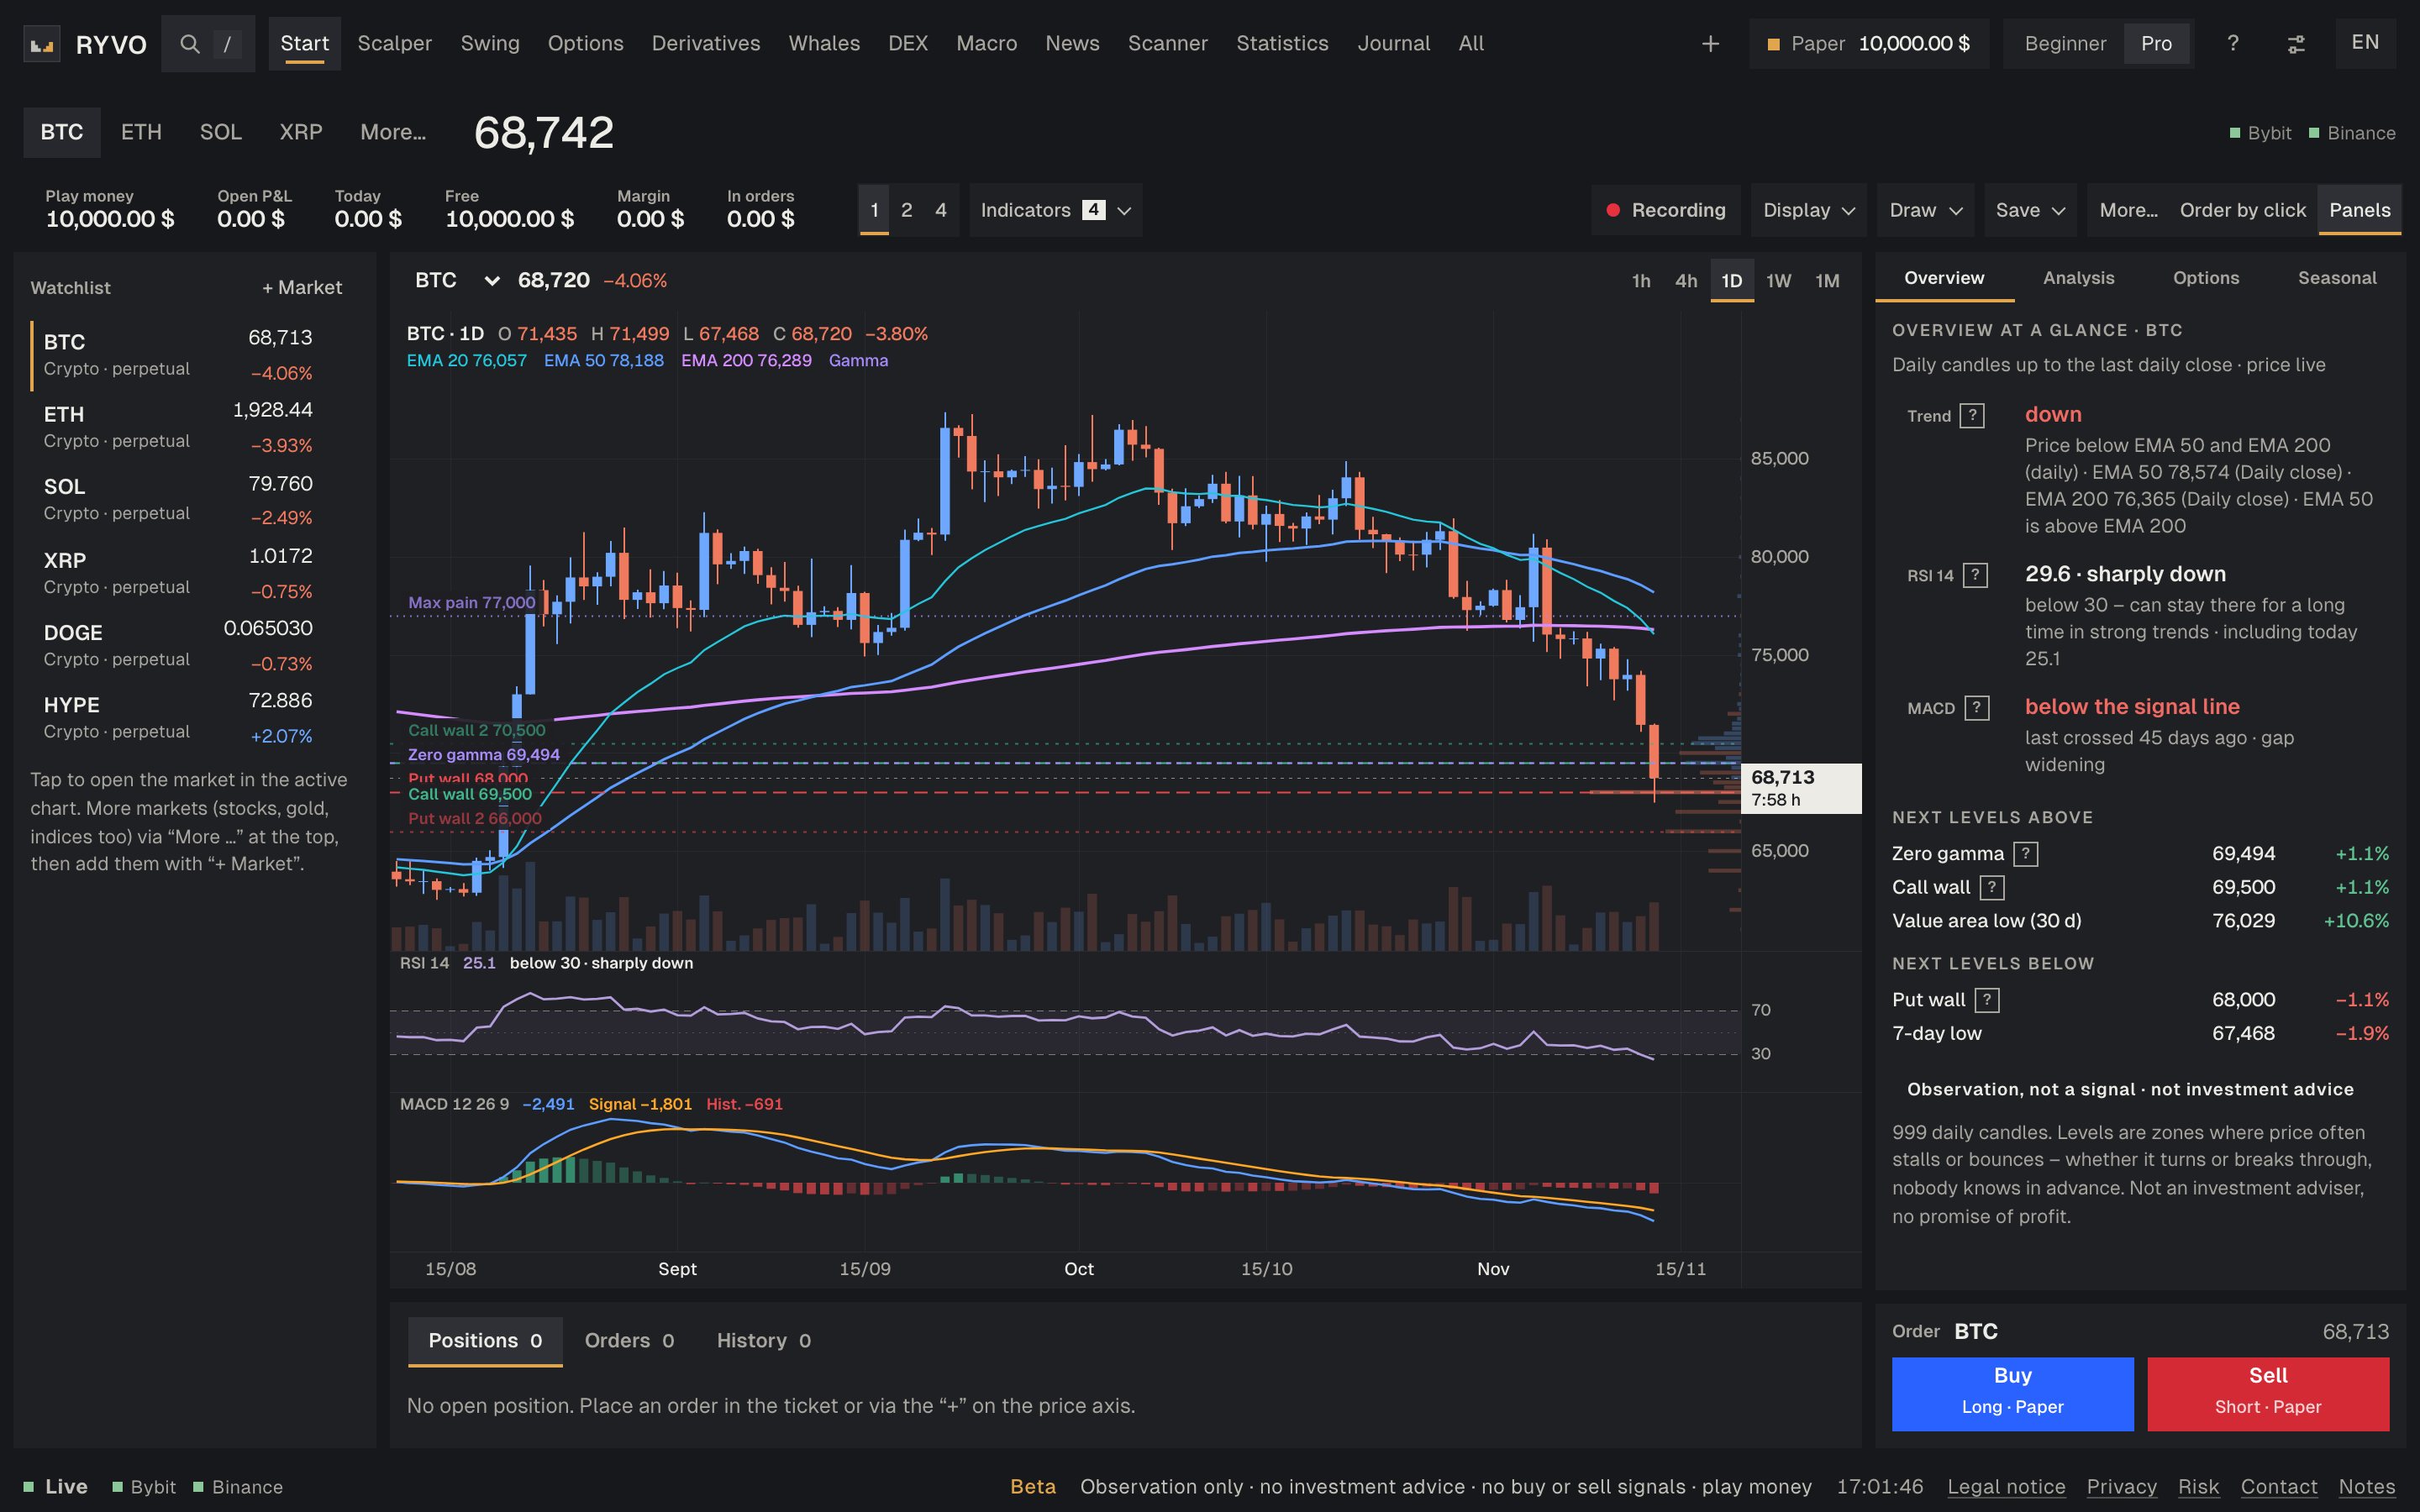 RYVO / Start Scalper Swing Options Derivatives Whales DEX Macro News Scanner Statistics Journal All + Paper 10,000.00 $ Beginner Pro ? EN
BTC ETH SOL XRP More... 68,742 Bybit Binance
Play money Open P&L Today Free Margin In orders
10,000.00 $ 0.00 $ 0.00 $ 10,000.00 $ 0.00 $ 0.00 $
1 2 4 Indicators 4 Recording Display Draw Save More... Order by click Panels
Watchlist + Market
BTC 68,713
Crypto · perpetual −4.06%
ETH 1,928.44
Crypto · perpetual −3.93%
SOL 79.760
Crypto · perpetual −2.49%
XRP 1.0172
Crypto · perpetual −0.75%
DOGE 0.065030
Crypto · perpetual −0.73%
HYPE 72.886
Crypto · perpetual +2.07%
Tap to open the market in the active
chart. More markets (stocks, gold,
indices too) via “More ...” at the top,
then add them with “+ Market”.
BTC 68,720 −4.06% 1h 4h 1D 1W 1M
BTC · 1D O 71,435 H 71,499 L 67,468 C 68,720 −3.80%
EMA 20 76,057 EMA 50 78,188 EMA 200 76,289 Gamma
85,000
80,000
Max pain 77,000
75,000
Call wall 2 70,500
Zero gamma 69,494
Put wall 68,000
Call wall 69,500
Put wall 2 66,000
68,713
7:58 h
65,000
RSI 14 25.1 below 30 · sharply down
70
30
MACD 12 26 9 −2,491 Signal −1,801 Hist. −691
15/08 Sept 15/09 Oct 15/10 Nov 15/11
Positions 0 Orders 0 History 0
No open position. Place an order in the ticket or via the “+” on the price axis.
Overview Analysis Options Seasonal
OVERVIEW AT A GLANCE · BTC
Daily candles up to the last daily close · price live
Trend ? down
Price below EMA 50 and EMA 200
(daily) · EMA 50 78,574 (Daily close) ·
EMA 200 76,365 (Daily close) · EMA 50
is above EMA 200
RSI 14 ? 29.6 · sharply down
below 30 – can stay there for a long
time in strong trends · including today
25.1
MACD ? below the signal line
last crossed 45 days ago · gap
widening
NEXT LEVELS ABOVE
Zero gamma ? 69,494 +1.1%
Call wall ? 69,500 +1.1%
Value area low (30 d) 76,029 +10.6%
NEXT LEVELS BELOW
Put wall ? 68,000 −1.1%
7-day low 67,468 −1.9%
Observation, not a signal · not investment advice
999 daily candles. Levels are zones where price often
stalls or bounces – whether it turns or breaks through,
nobody knows in advance. Not an investment adviser,
no promise of profit.
Order BTC 68,713
Buy Sell
Long · Paper Short · Paper
Live Bybit Binance Beta Observation only · no investment advice · no buy or sell signals · play money 17:01:46 Legal notice Privacy Risk Contact Notes